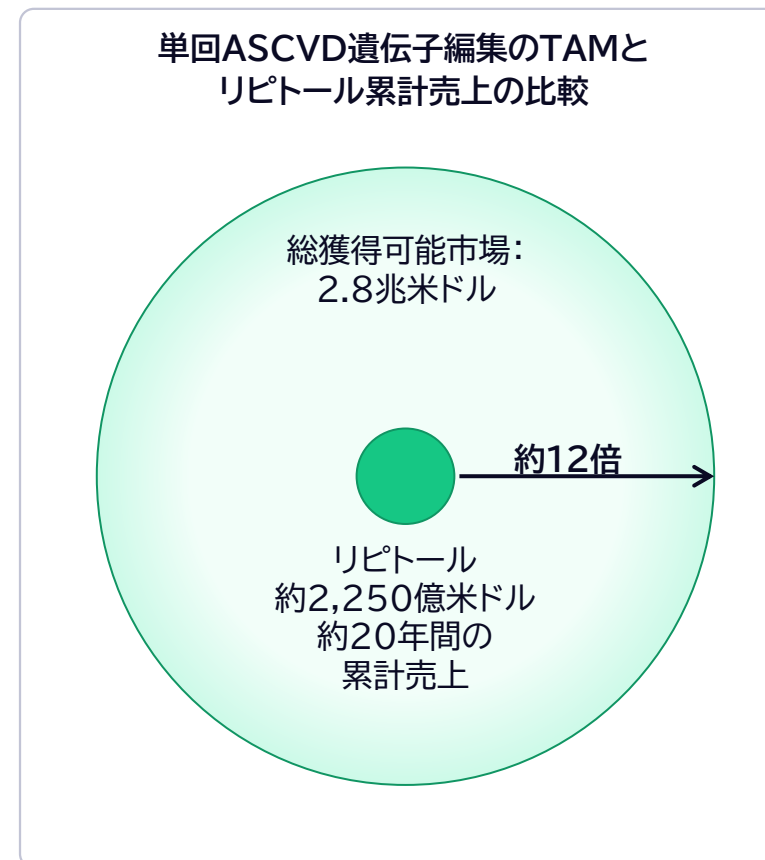 単回ASCVD遺伝子編集のTAMと
リピトール累計売上の比較
総獲得可能市場：
2.8兆米ドル
約12倍
リピトール
約2,250億米ドル
約20年間の
累計売上